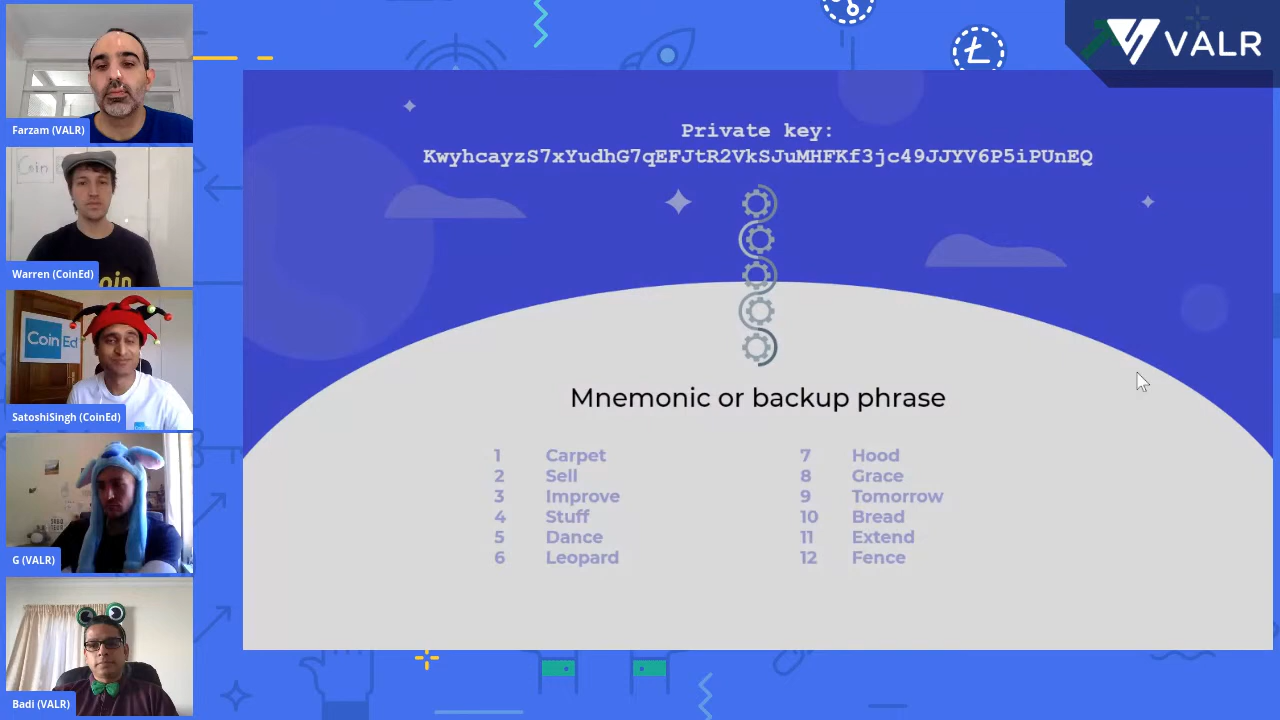 VALR
Farzam (VALR)
Private key:
KwyhcayzS7xYudhG7qEFJtR2VkSJuMHFKf3jc49JJYV6P5iPUnEQ
Coin
Warren (CoinEd)
CoinEd
SatoshiSingh (CoinEd)
Mnemonic or backup phrase
1 Carpet
2 Sell
3 Improve
4 Stuff
5 Dance
6 Leopard
7 Hood
8 Grace
9 Tomorrow
10 Bread
11 Extend
12 Fence
G (VALR)
Badi (VALR)